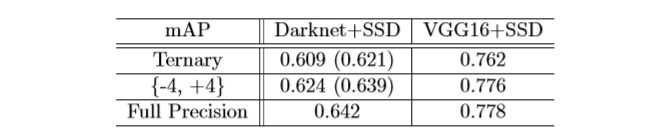 mAP Darknet+SSD VGG16+SSD
Ternary 0.609 (0.621) 0.762
{-4, +4} 0.624 (0.639) 0.776
Full Precision 0.642 0.778